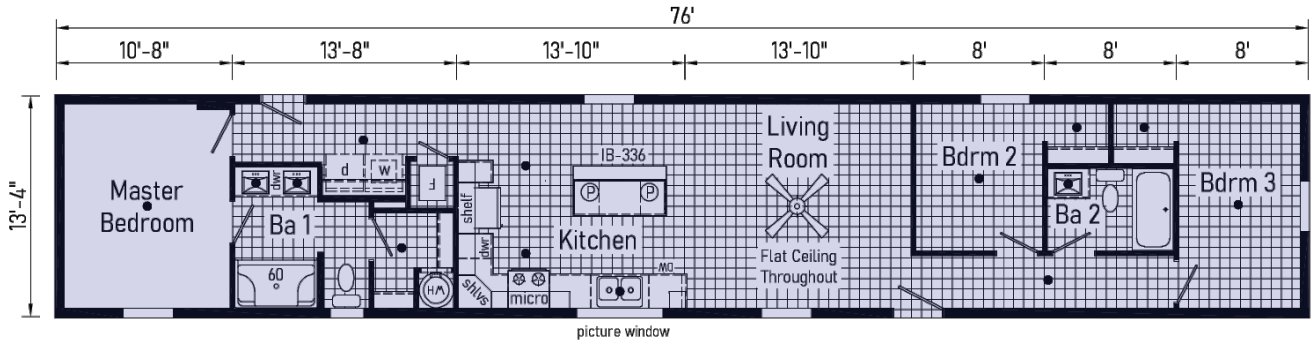 76'
10'-8" 13'-8" 13'-10" 13'-10" 8' 8' 8'
13'-4"
Master
Bedroom
dwr
Ba 1
60
d w
F
W/H
shelf
dwr
shlvs
micro
IB-336
P P
Kitchen
DW
picture window
Living
Room
Flat Ceiling
Throughout
Bdrm 2
Ba 2
Bdrm 3